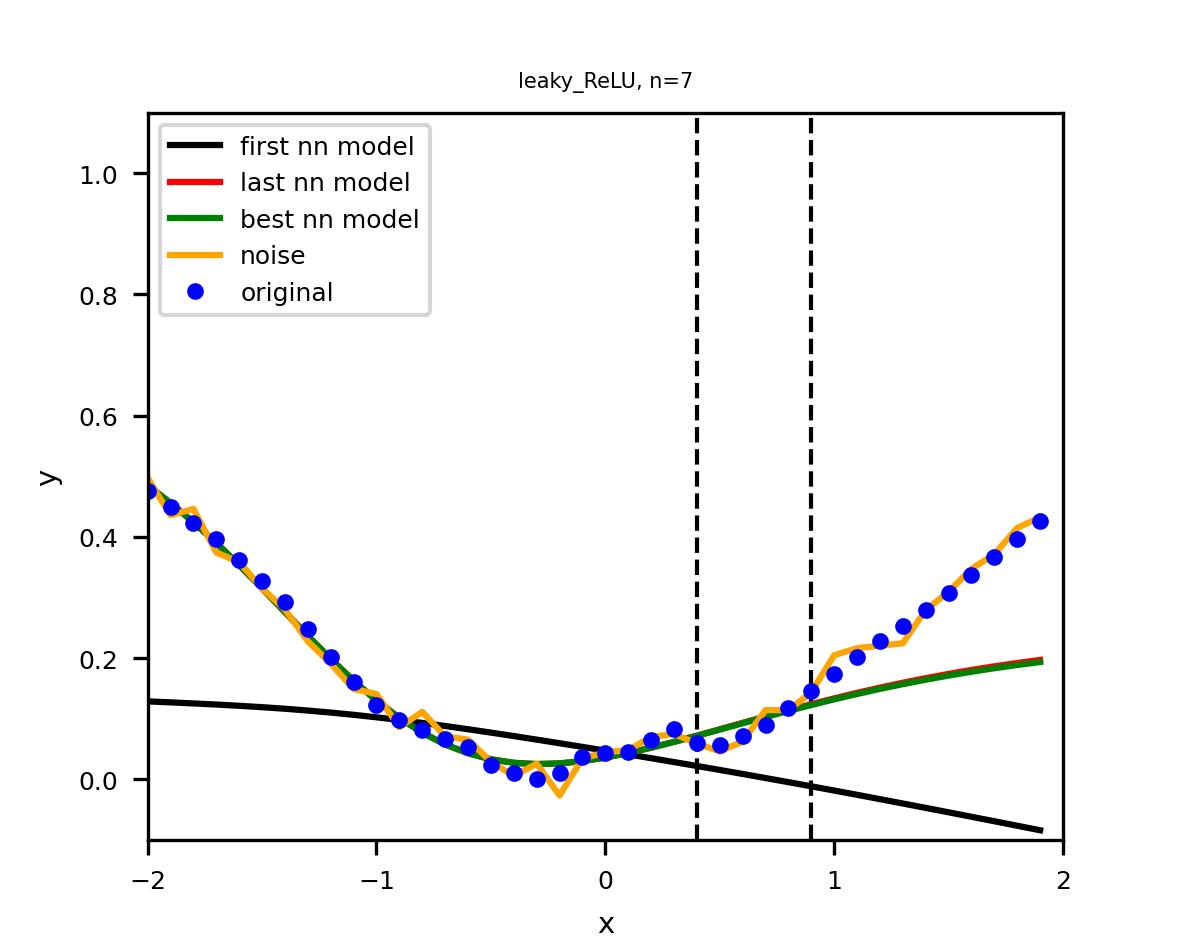 leaky_ReLU, n=7
first nn model
last nn model
best nn model
noise
original
1.0
0.8
0.6
0.4
0.2
0.0
y
−2
−1
0
1
2
x